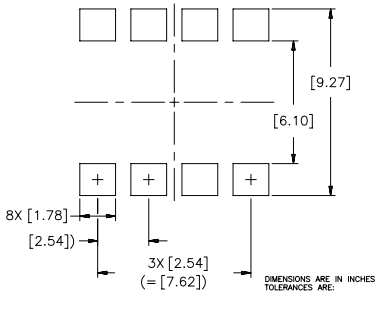 [9.27]
[6.10]
8X [1.78]
[2.54])
3X [2.54]
(= [7.62])
DIMENSIONS ARE IN INCHES
TOLERANCES ARE: